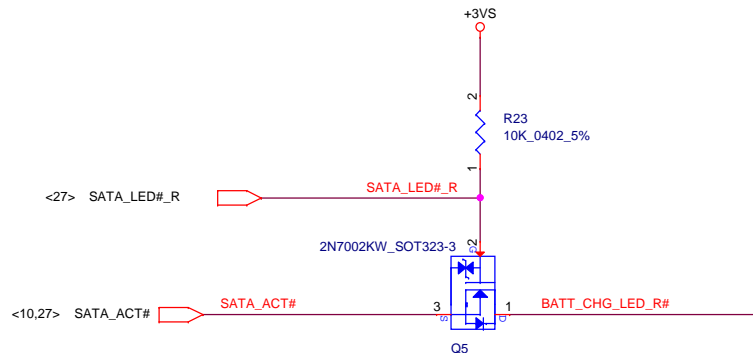 +3VS
2
R23
10K_0402_5%
1
<27> SATA_LED#_R
SATA_LED#_R
2N7002KW_SOT323-3
2
G
<10,27> SATA_ACT#
SATA_ACT#
3
S
1
D
BATT_CHG_LED_R#
Q5